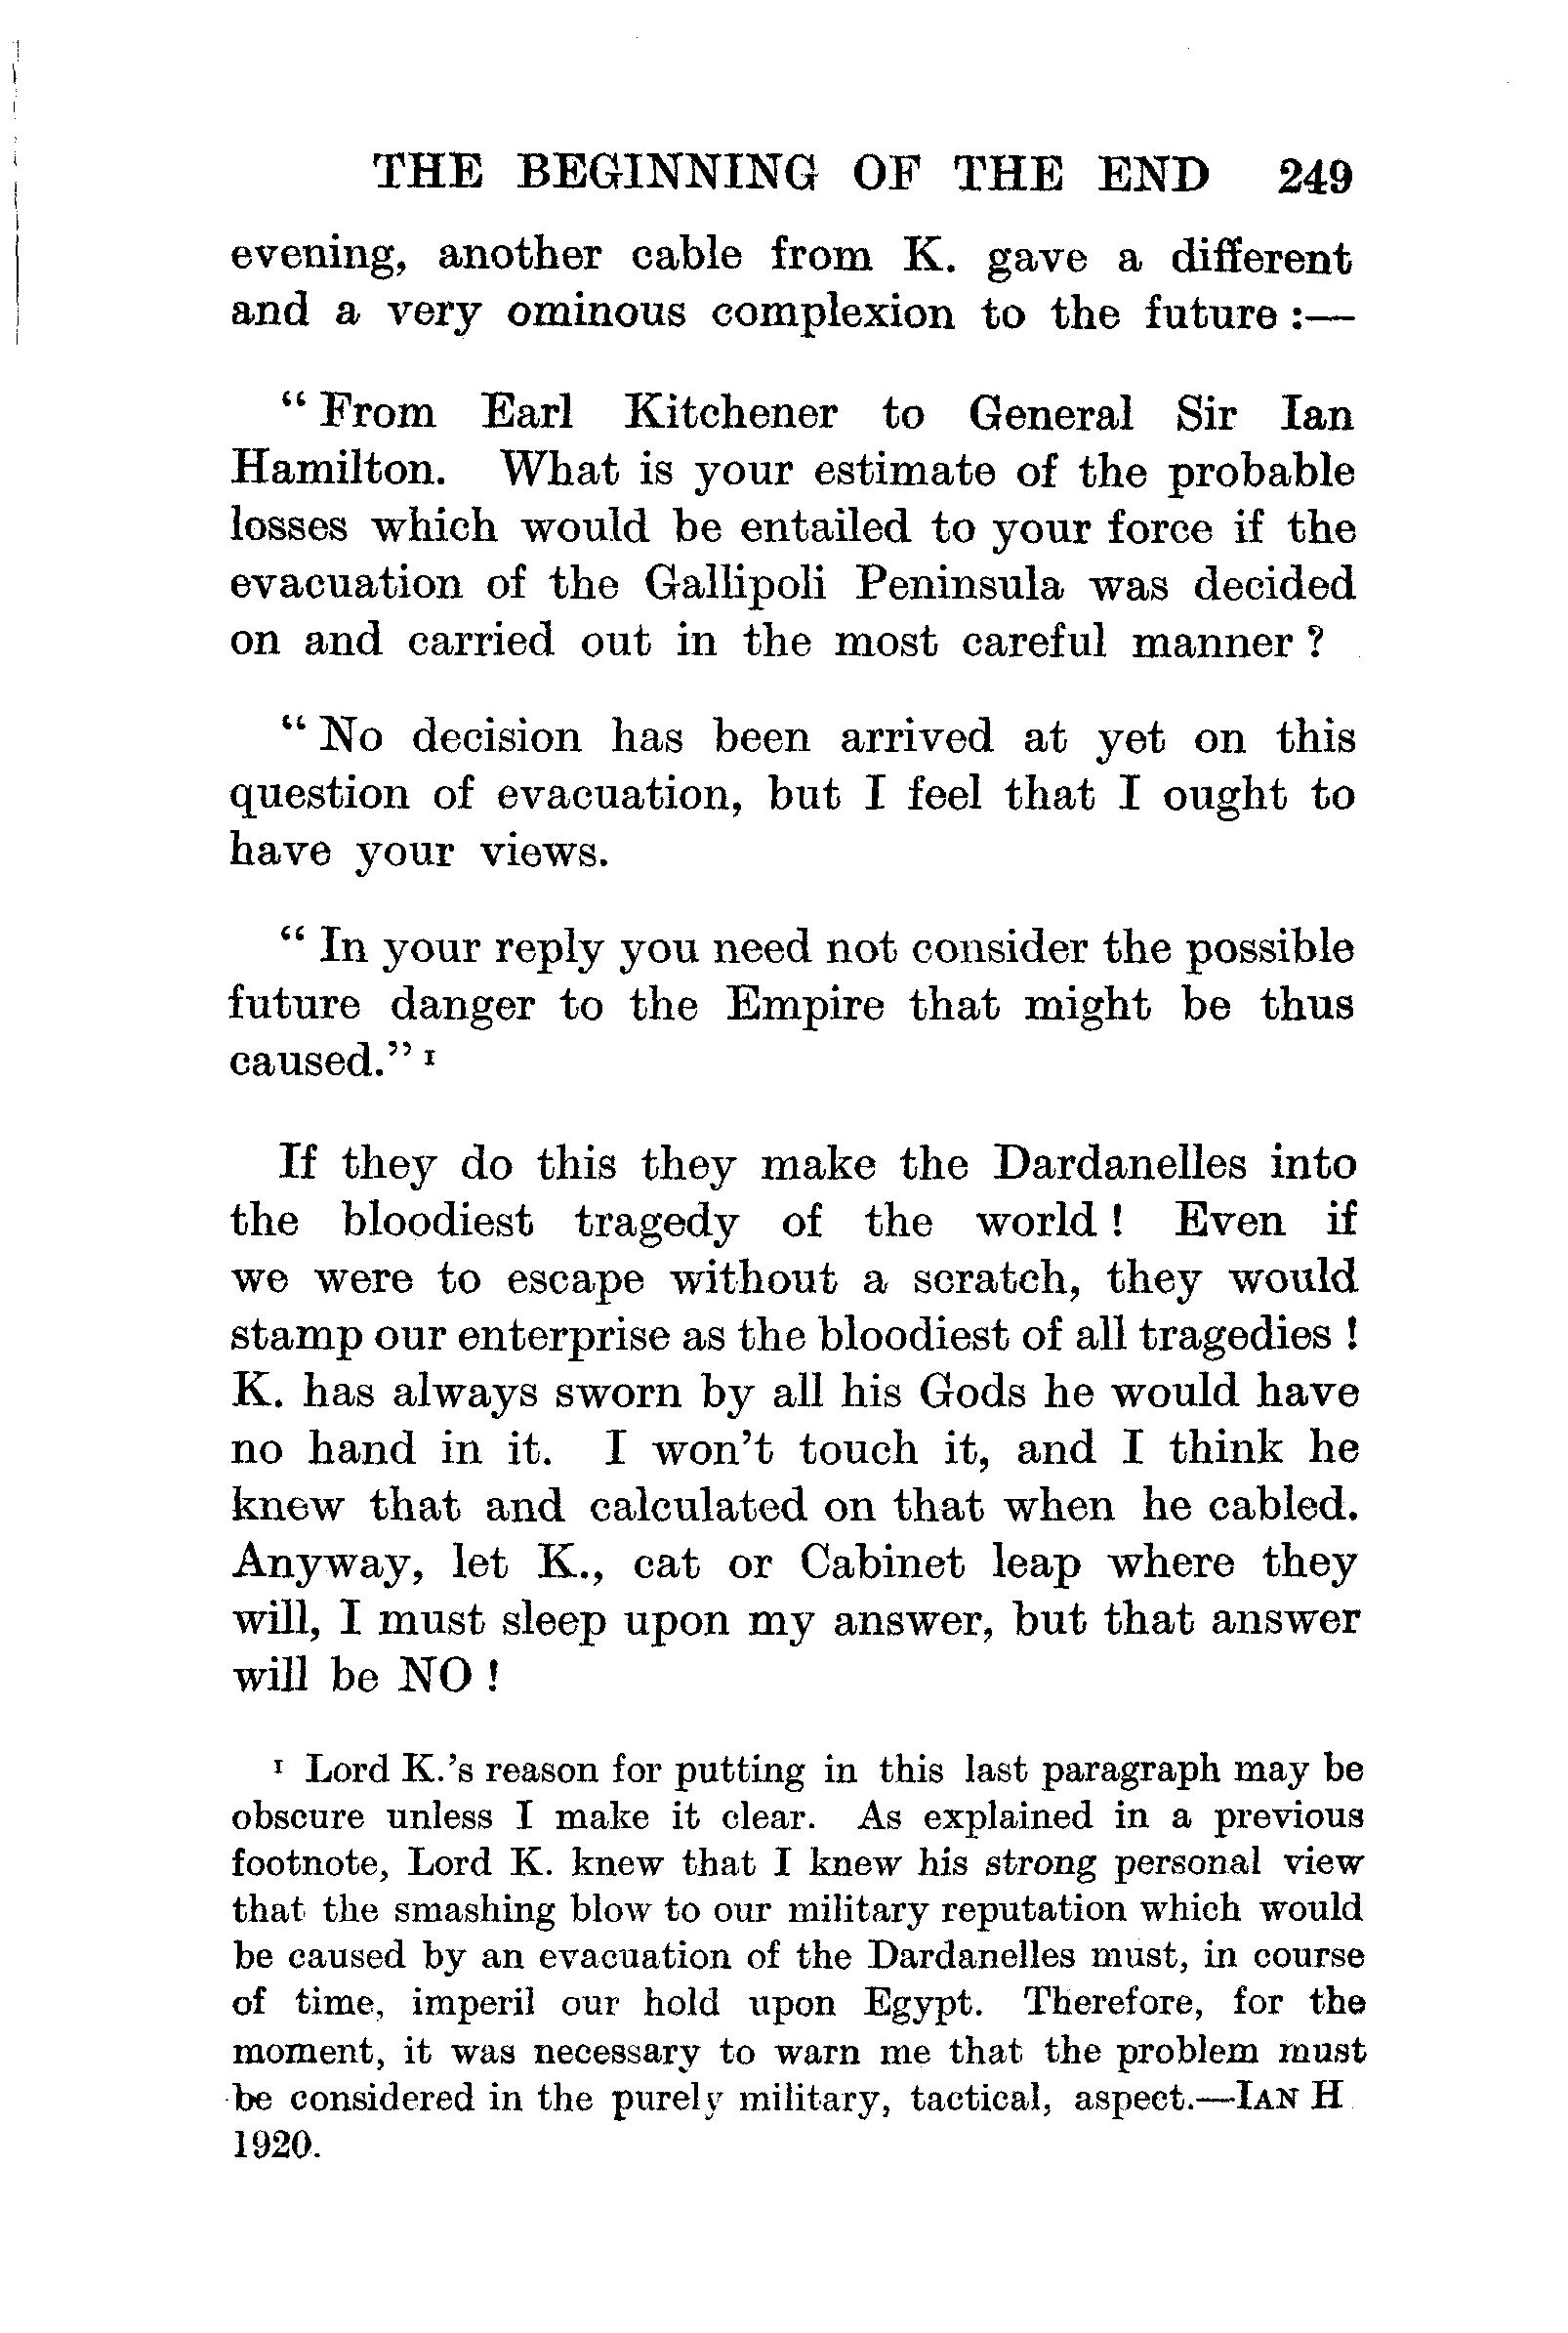 THE BEGINNING OF THE END 249
evening, another cable from K. gave a different
and a very ominous complexion to the future :—
“ From Earl Kitchener to General Sir Ian
Hamilton. What is your estimate of the probable
losses which would be entailed to your force if the
evacuation of the Gallipoli Peninsula was decided
on and carried out in the most careful manner ?
“ No decision has been arrived at yet on this
question of evacuation, but I feel that I ought to
have your views.
“ In your reply you need not consider the possible
future danger to the Empire that might be thus
caused.” ¹
If they do this they make the Dardanelles into
the bloodiest tragedy of the world ! Even if
we were to escape without a scratch, they would
stamp our enterprise as the bloodiest of all tragedies !
K. has always sworn by all his Gods he would have
no hand in it. I won’t touch it, and I think he
knew that and calculated on that when he cabled.
Anyway, let K., cat or Cabinet leap where they
will, I must sleep upon my answer, but that answer
will be NO !
¹ Lord K.’s reason for putting in this last paragraph may be
obscure unless I make it clear. As explained in a previous
footnote, Lord K. knew that I knew his strong personal view
that the smashing blow to our military reputation which would
be caused by an evacuation of the Dardanelles must, in course
of time, imperil our hold upon Egypt. Therefore, for the
moment, it was necessary to warn me that the problem must
be considered in the purely military, tactical, aspect.—IAN H
1920.